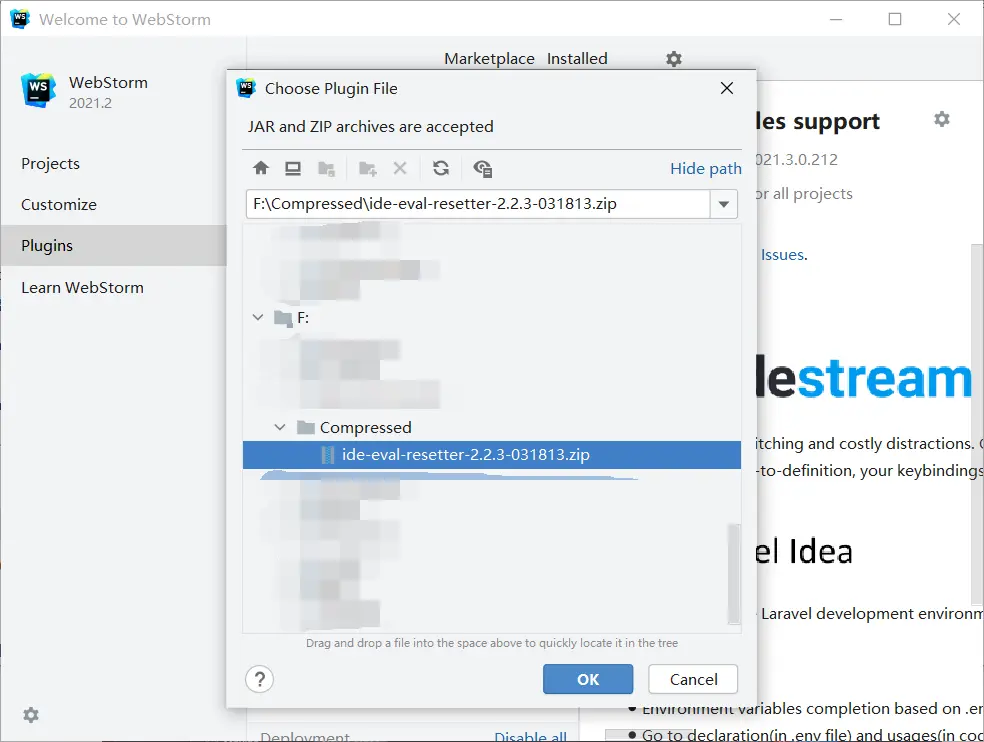 Welcome to WebStorm
WS
WebStorm
2021.2
Projects
Customize
Plugins
Learn WebStorm
Marketplace Installed
Choose Plugin File
JAR and ZIP archives are accepted
Hide path
F:\Compressed\ide-eval-resetter-2.2.3-031813.zip
F:
Compressed
ide-eval-resetter-2.2.3-031813.zip
Drag and drop a file into the space above to quickly locate it in the tree
?
OK
Cancel
les support
021.3.0.212
or all projects
Issues.
lestream
itching and costly distractions.
-to-definition, your keybindings
el Idea
Laravel development environm
• Environment variables completion based on .en
• Go to declaration(in .env file) and usages(in cod
Deployment
Disable all